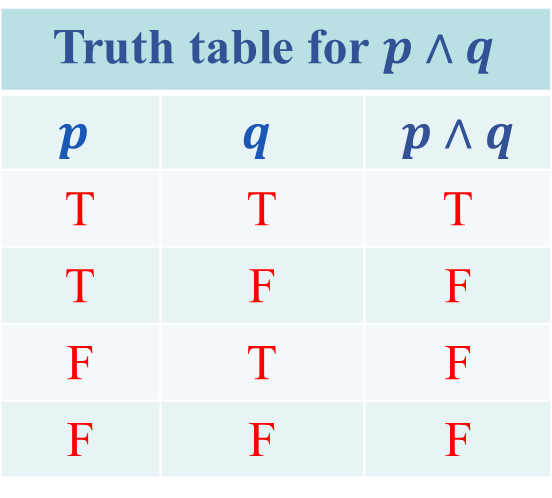 Truth table for p ∧ q
p q p ∧ q
T T T
T F F
F T F
F F F